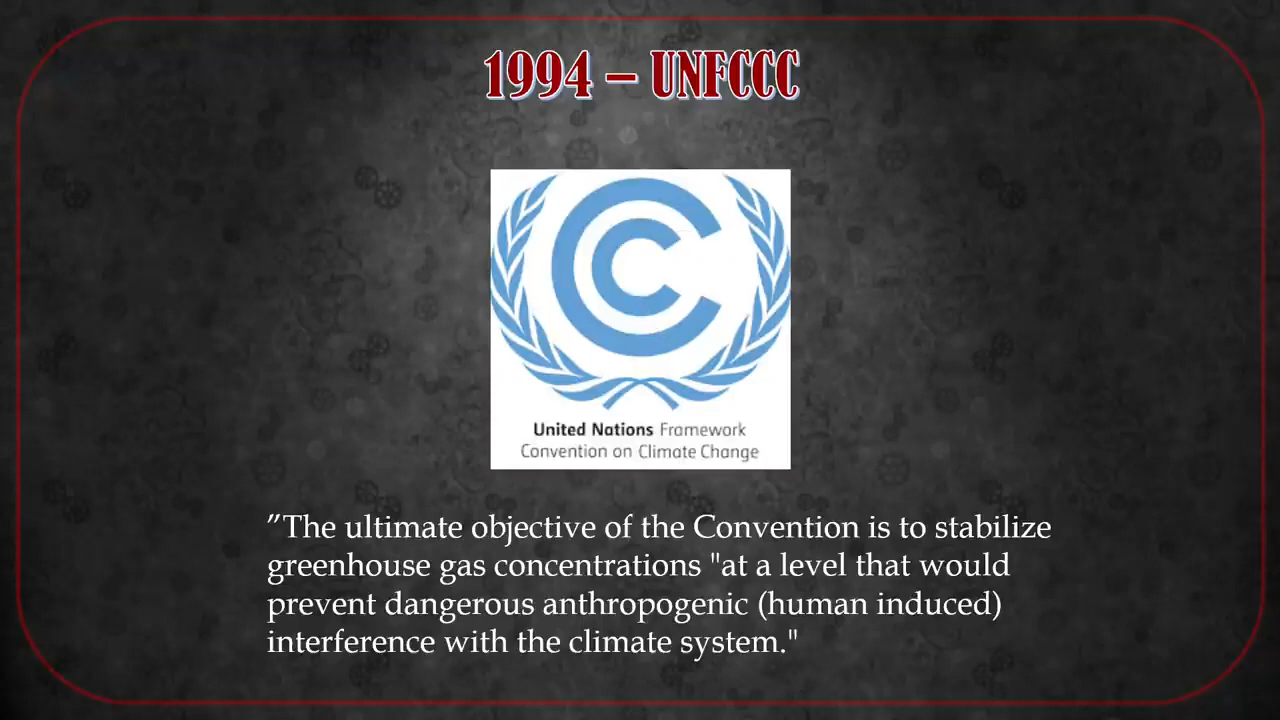 1994 – UNFCCC
United Nations Framework
Convention on Climate Change
”The ultimate objective of the Convention is to stabilize
greenhouse gas concentrations "at a level that would
prevent dangerous anthropogenic (human induced)
interference with the climate system."